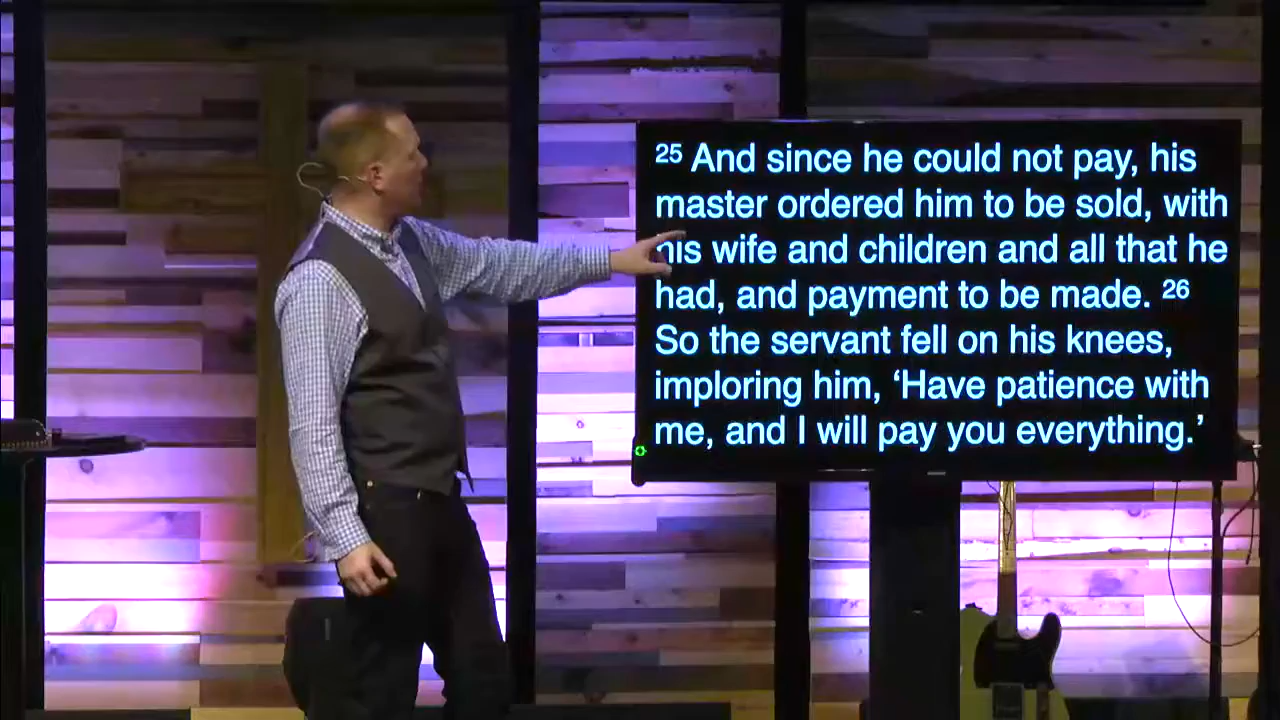 25 And since he could not pay, his
master ordered him to be sold, with
his wife and children and all that he
had, and payment to be made. 26
So the servant fell on his knees,
imploring him, ‘Have patience with
me, and I will pay you everything.’